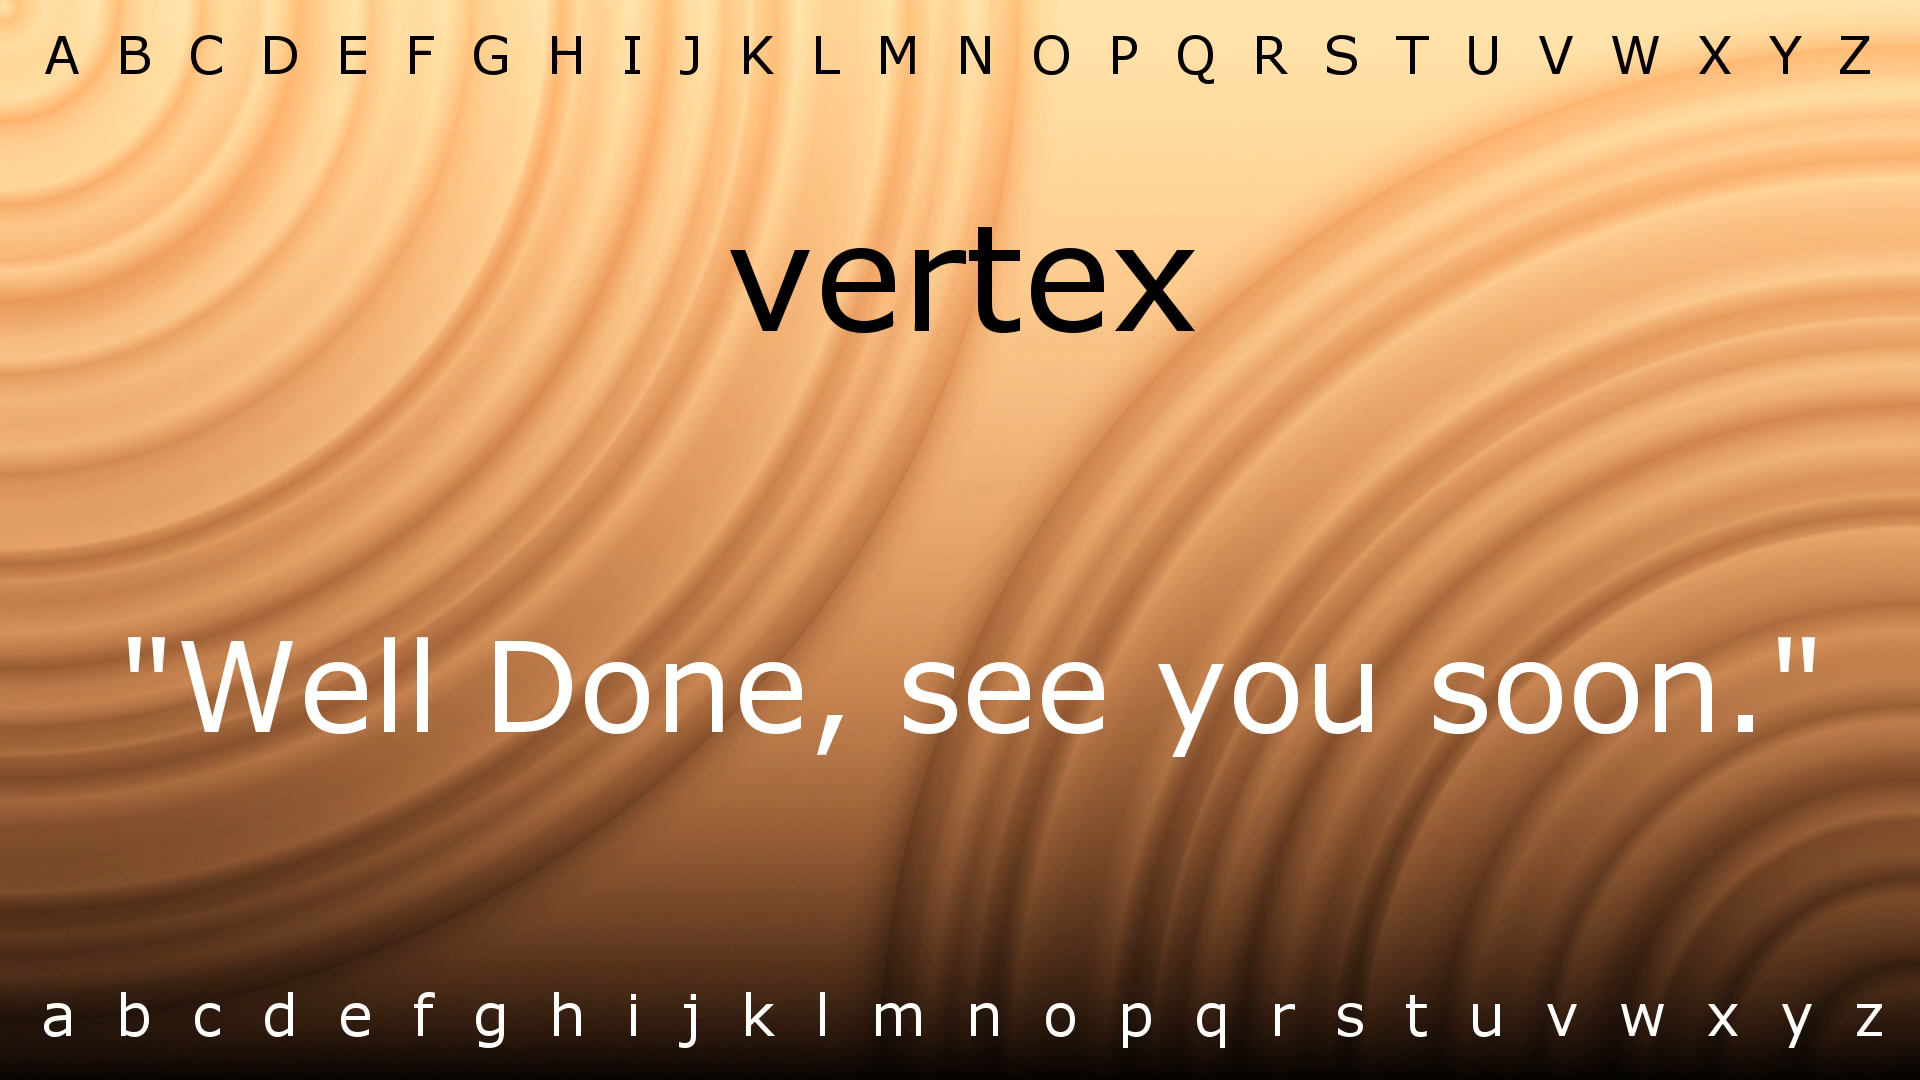 A B C D E F G H I J K L M N O P Q R S T U V W X Y Z
vertex
"Well Done, see you soon."
a b c d e f g h i j k l m n o p q r s t u v w x y z